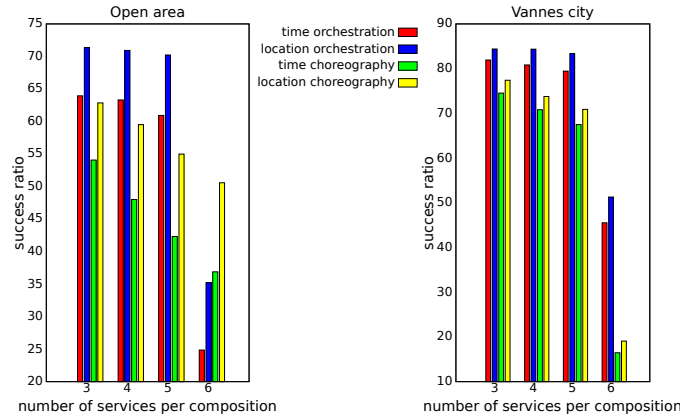 Open area
75
70
65
60
55
50
45
40
35
30
25
20
success ratio
3 4 5 6
number of services per composition
time orchestration
location orchestration
time choreography
location choreography
Vannes city
90
80
70
60
50
40
30
20
10
success ratio
3 4 5 6
number of services per composition